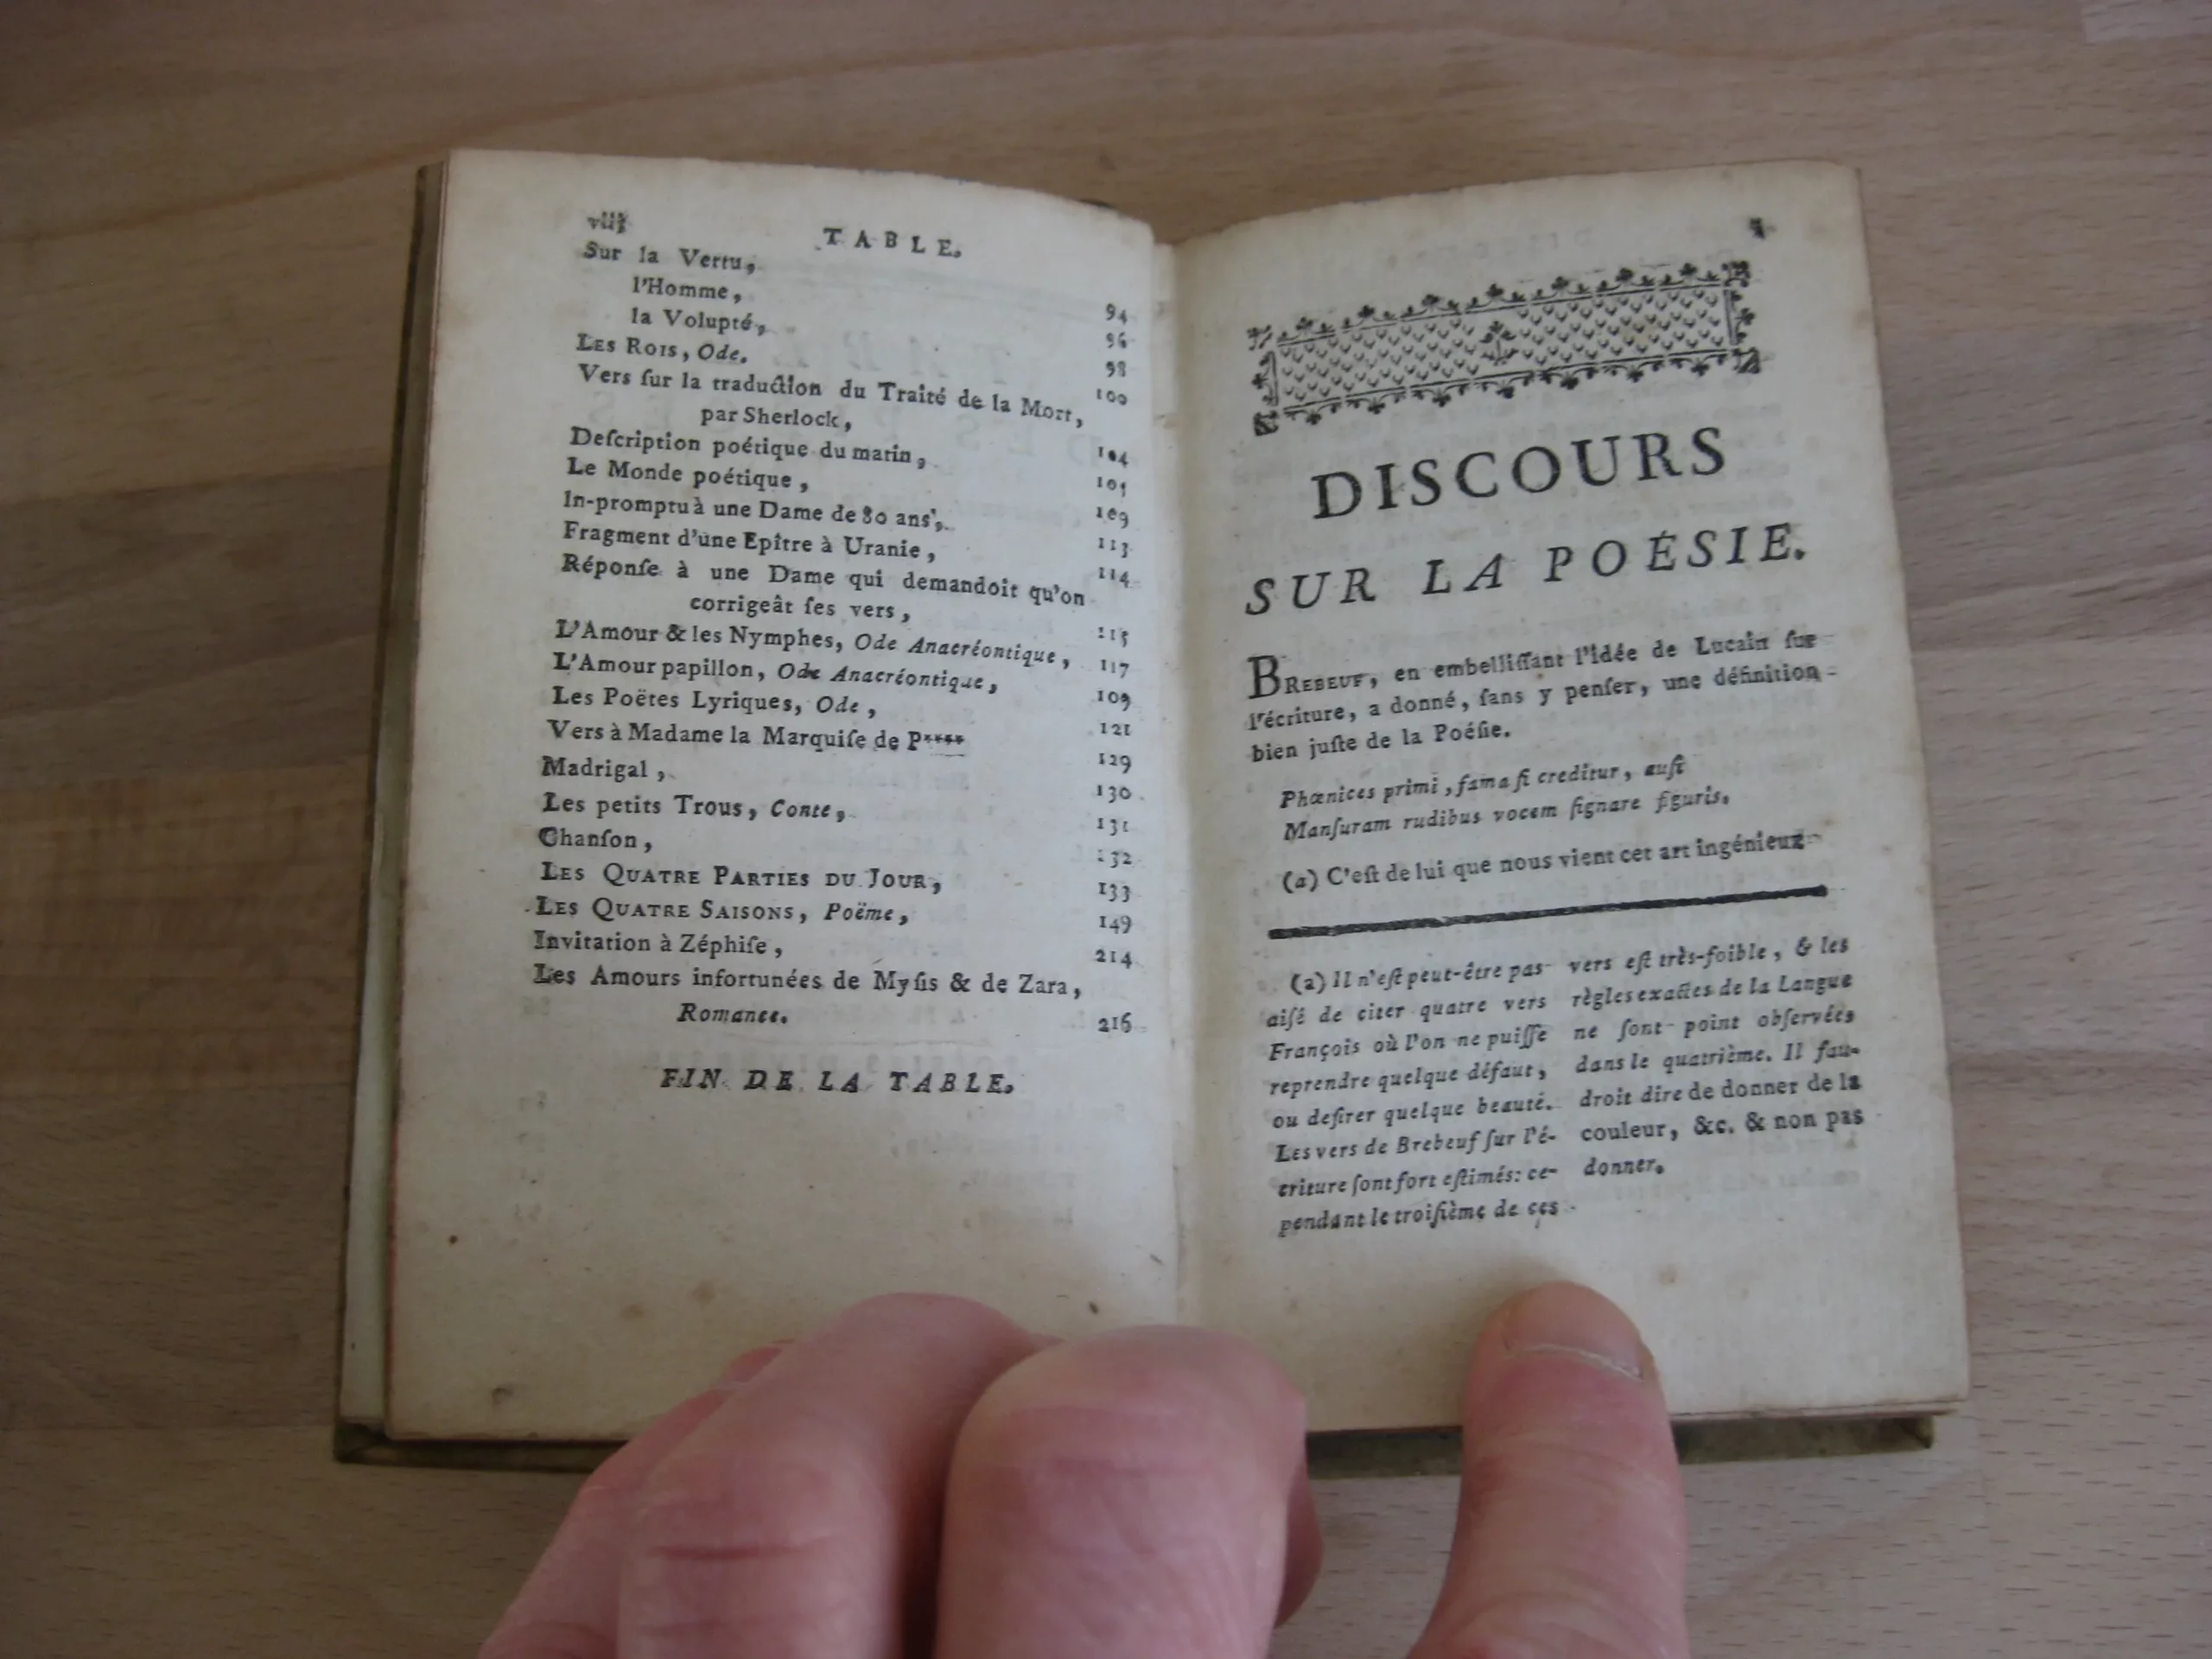 viij
TABLE.
Sur la Vertu,
l'Homme, 94
la Volupté, 96
LES ROIS, Ode. 98
Vers ſur la traduction du Traité de la Mort, 100
par Sherlock,
Deſcription poétique du matin, 104
Le Monde poétique, 105
In-promptu à une Dame de 80 ans, 109
Fragment d'une Epître à Uranie, 113
Réponſe à une Dame qui demandoit qu'on 114
corrigeât ſes vers,
L'Amour & les Nymphes, Ode Anacréontique, 115
L'Amour papillon, Ode Anacréontique, 117
Les Poëtes Lyriques, Ode, 109
Vers à Madame la Marquiſe de P**** 121
Madrigal, 129
Les petits Trous, Conte, 130
Chanſon, 131
LES QUATRE PARTIES DU JOUR, 132
LES QUATRE SAISONS, Poëme, 133
Invitation à Zéphiſe, 149
Les Amours infortunées de Myſis & de Zara, 214
Romance. 216
FIN DE LA TABLE.
DISCOURS
SUR LA POÉSIE.
BREBEUF, en embelliſſant l'idée de Lucain ſur
l'écriture, a donné, ſans y penſer, une définition
bien juſte de la Poéſie.
Phœnices primi, fama ſi creditur, auſi
Manſuram rudibus vocem ſignare figuris.
(a) C'eſt de lui que nous vient cet art ingénieux
(a) Il n'eſt peut-être pas
aiſé de citer quatre vers
François où l'on ne puiſſe
reprendre quelque défaut,
ou deſirer quelque beauté.
Les vers de Brebeuf ſur l'é-
criture ſont fort eſtimés: ce-
pendant le troiſième de ces
vers eſt très-foible, & les
règles exactes de la Langue
ne ſont point obſervées
dans le quatrième. Il fau-
droit dire de donner de la
couleur, &c. & non pas
donner.